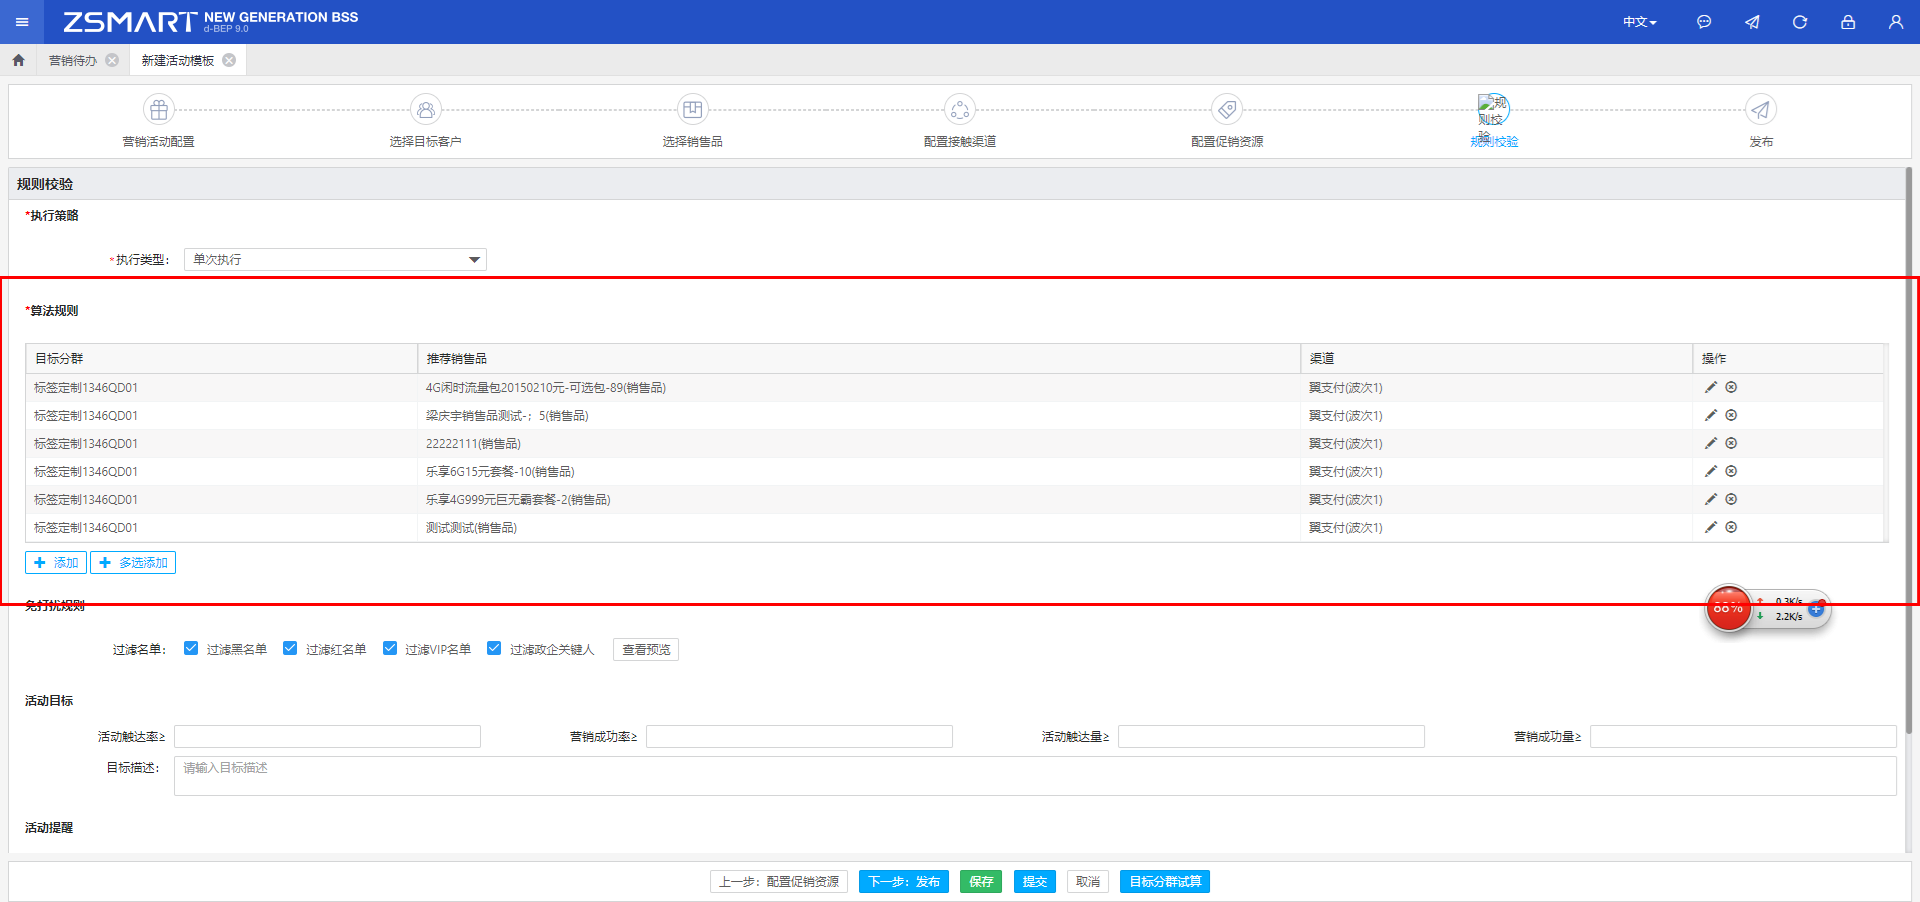 ZSMART NEW GENERATION BSS
d-BEP 9.0
中文
营销待办
新建活动模板
营销活动配置
选择目标客户
选择销售品
配置接触渠道
配置促销资源
规则校验
规则校验
发布
规则校验
*执行策略
*执行类型： 单次执行
*算法规则
目标分群 推荐销售品 渠道 操作
标签定制1346QD01 4G闲时流量包20150210元-可选包-89(销售品) 翼支付(波次1)
标签定制1346QD01 梁庆宇销售品测试-；5(销售品) 翼支付(波次1)
标签定制1346QD01 22222111(销售品) 翼支付(波次1)
标签定制1346QD01 乐享6G15元套餐-10(销售品) 翼支付(波次1)
标签定制1346QD01 乐享4G999元巨无霸套餐-2(销售品) 翼支付(波次1)
标签定制1346QD01 测试测试(销售品) 翼支付(波次1)
添加 多选添加
免打扰规则
88% 0.3K/s
2.2K/s
过滤名单： 过滤黑名单 过滤红名单 过滤VIP名单 过滤政企关键人 查看预览
活动目标
活动触达率≥ 营销成功率≥ 活动触达量≥ 营销成功量≥
目标描述： 请输入目标描述
活动提醒
上一步：配置促销资源 下一步：发布 保存 提交 取消 目标分群试算